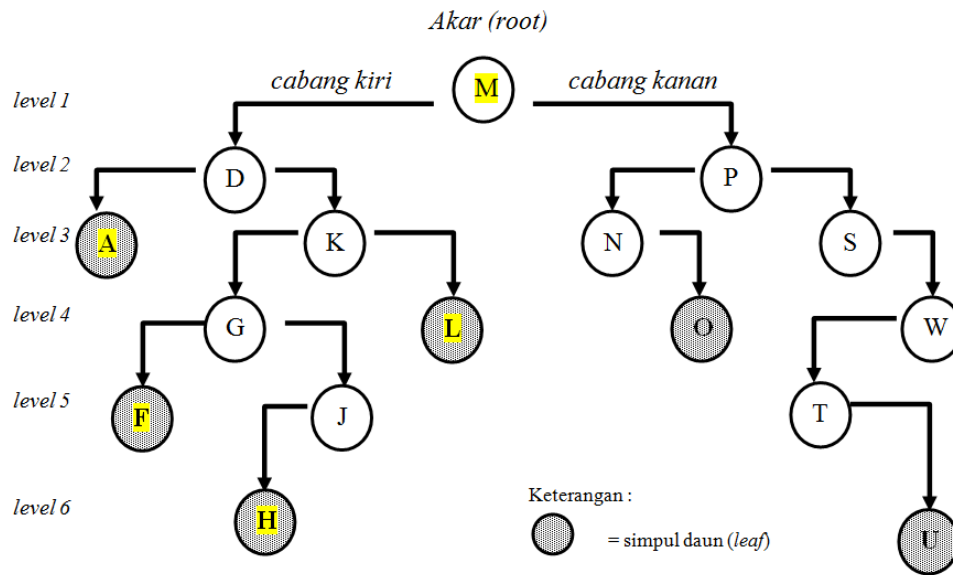 Akar (root)
cabang kiri
M
cabang kanan
level 1
level 2
D
P
level 3
A
K
N
S
level 4
G
L
O
W
level 5
F
J
T
level 6
H
Keterangan :
= simpul daun (leaf)
U